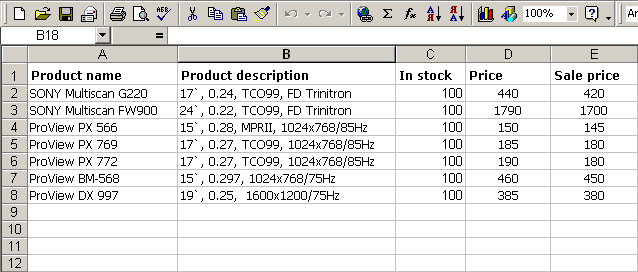 100%
B18 =
A B C D E
1 Product name Product description In stock Price Sale price
2 SONY Multiscan G220 17`, 0.24, TCO99, FD Trinitron 100 440 420
3 SONY Multiscan FW900 24`, 0.22, TCO99, FD Trinitron 100 1790 1700
4 ProView PX 566 15`, 0.28, MPRII, 1024x768/85Hz 100 150 145
5 ProView PX 769 17`, 0.27, TCO99, 1024x768/85Hz 100 185 180
6 ProView PX 772 17`, 0.27, TCO99, 1024x768/85Hz 100 190 180
7 ProView BM-568 15`, 0.297, 1024x768/75Hz 100 460 450
8 ProView DX 997 19`, 0.25, 1600x1200/75Hz 100 385 380
9
10
11
12